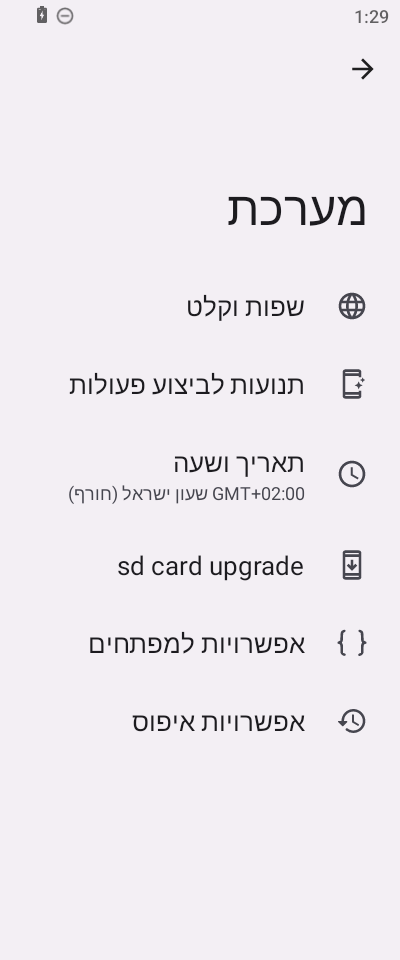 1:29
מערכת
שפות וקלט
תנועות לביצוע פעולות
תאריך ושעה
GMT+02:00 שעון ישראל (חורף)
sd card upgrade
אפשרויות למפתחים
אפשרויות איפוס